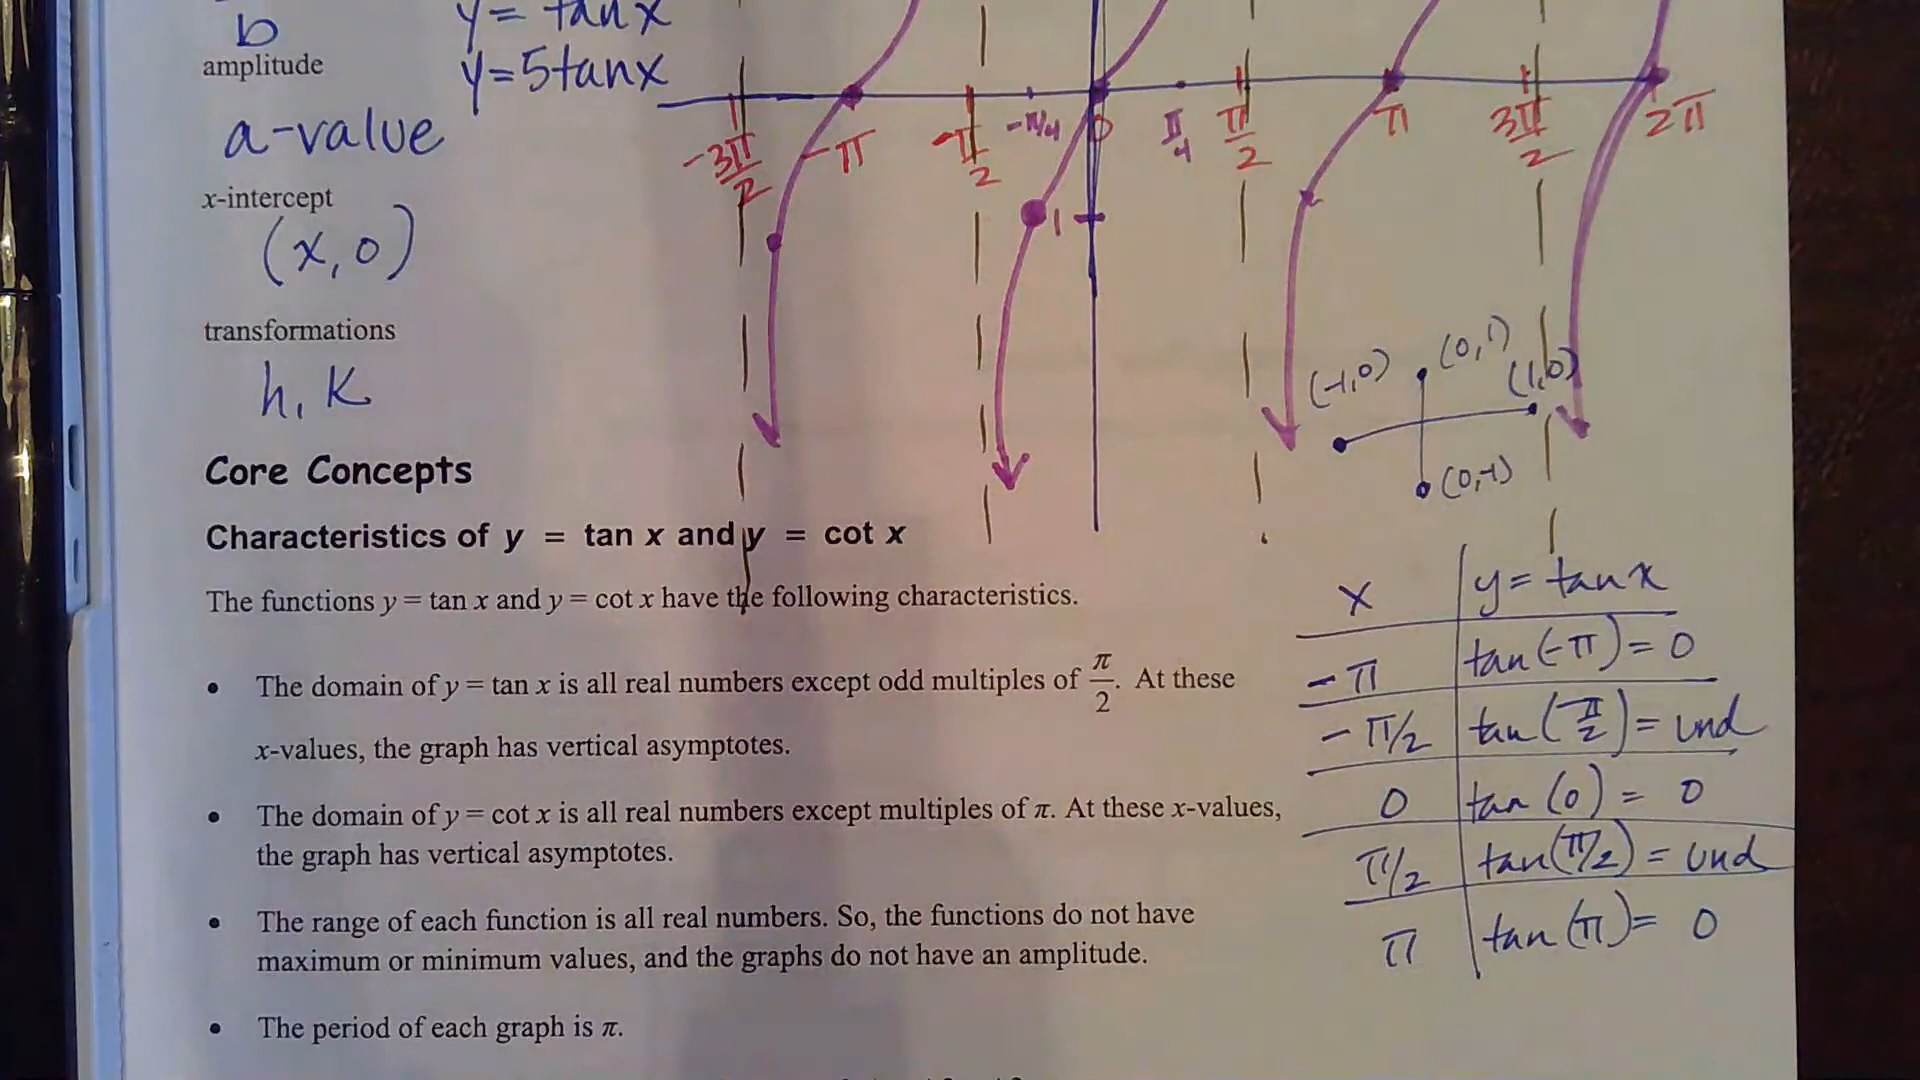 b
y = tan x
amplitude
y = 5tanx
a-value
-3π/2
-π
-π/2
-π/4
0
π/4
π/2
π
3π/2
2π
x-intercept
(x, 0)
1
transformations
h, k
(-1,0)
(0,1)
(1,0)
(0,-1)
Core Concepts
Characteristics of y = tan x and y = cot x
The functions y = tan x and y = cot x have the following characteristics.
• The domain of y = tan x is all real numbers except odd multiples of π/2. At these
x-values, the graph has vertical asymptotes.
• The domain of y = cot x is all real numbers except multiples of π. At these x-values,
the graph has vertical asymptotes.
• The range of each function is all real numbers. So, the functions do not have
maximum or minimum values, and the graphs do not have an amplitude.
• The period of each graph is π.
x y = tan x
-π tan(-π) = 0
-π/2 tan(-π/2) = und
0 tan(0) = 0
π/2 tan(π/2) = und
π tan(π) = 0